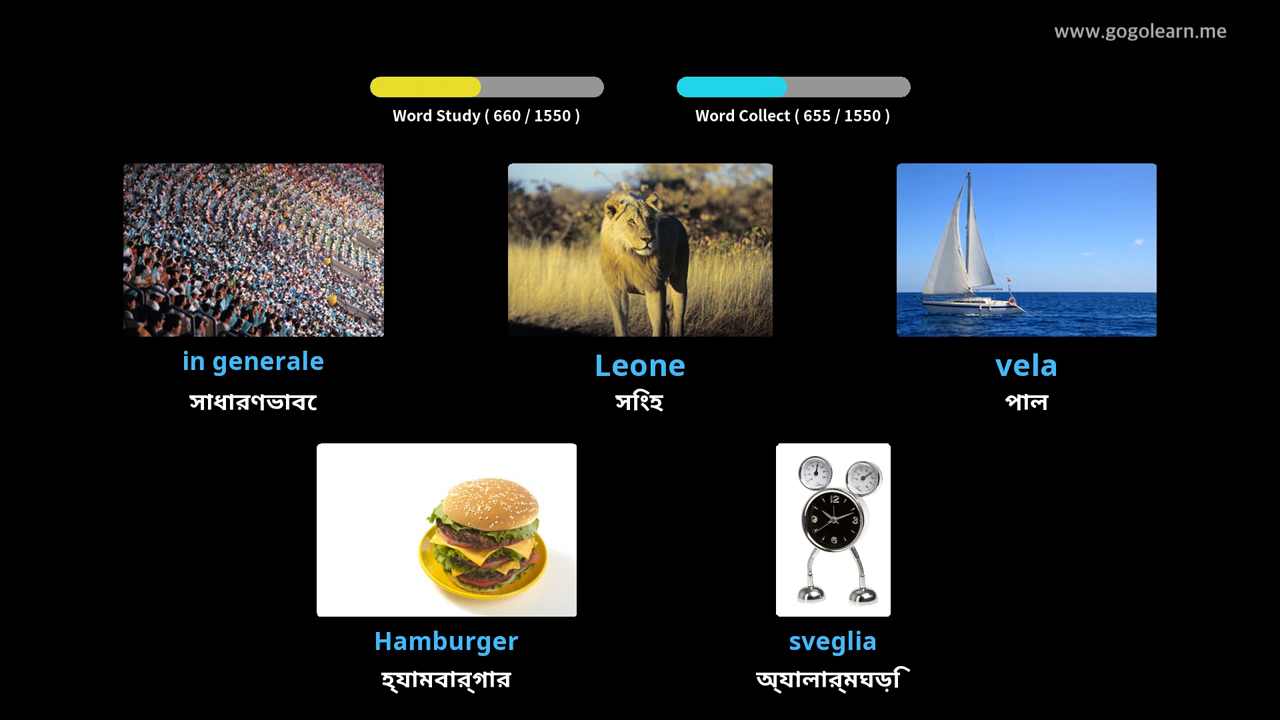 www.gogolearn.me
Word Study ( 660 / 1550 )
Word Collect ( 655 / 1550 )
in generale
Leone
vela
সাধারণভাবে
সিংহ
পাল
Hamburger
sveglia
হ্যামবার্গার
অ্যালার্মঘড়ি